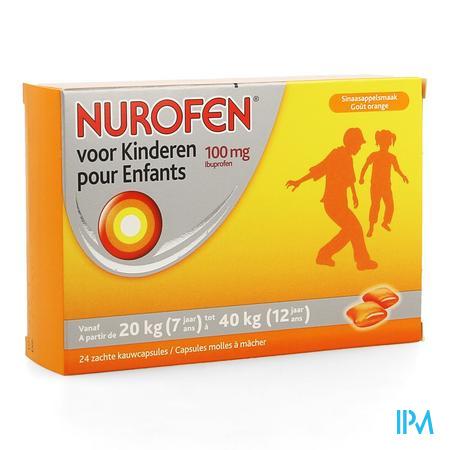 Sinaasappelsmaak
Goût orange
NUROFEN®
voor Kinderen
pour Enfants
100 mg
Ibuprofen
Vanaf
A partir de 20 kg (7 jaar ans) tot à 40 kg (12 jaar ans)
24 zachte kauwcapsules / Capsules molles à mâcher
IPM